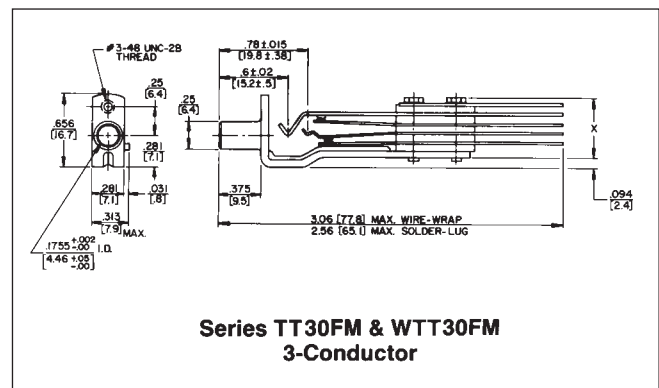 #3-48 UNC-2B
THREAD
.25
[6.4]
.656
[16.7]
.281
[7.1]
.281
[7.1]
.031
[.8]
.313
[7.9] MAX.
.1755 +.002 -.00 I.D.
[4.46 +.05 -.00]
.78±.015
[19.8±.38]
.6±.02
[15.2±.5]
.25
[6.4]
.375
[9.5]
X
.094
[2.4]
3.06 [77.8] MAX. WIRE-WRAP
2.56 [65.1] MAX. SOLDER-LUG
Series TT30FM & WTT30FM
3-Conductor